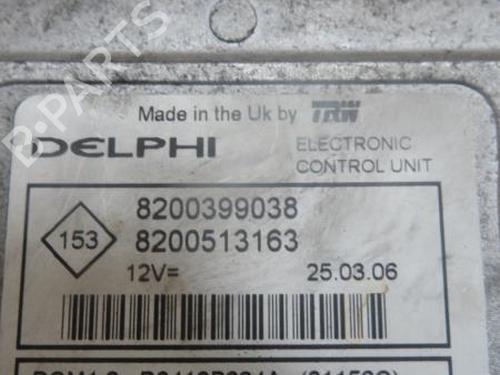 B-PARTS
Made in the Uk by TRW
DELPHI ELECTRONIC
CONTROL UNIT
153
8200399038
8200513163
12V= 25.03.06